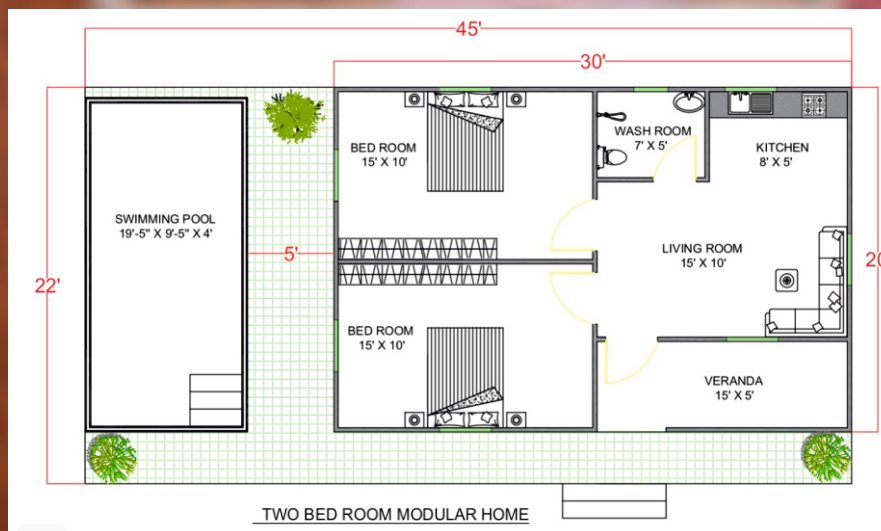 45'
30'
BED ROOM
15' X 10'
WASH ROOM
7' X 5'
KITCHEN
8' X 5'
SWIMMING POOL
19'-5" X 9'-5" X 4'
5'
LIVING ROOM
15' X 10'
22'
20'
BED ROOM
15' X 10'
VERANDA
15' X 5'
TWO BED ROOM MODULAR HOME